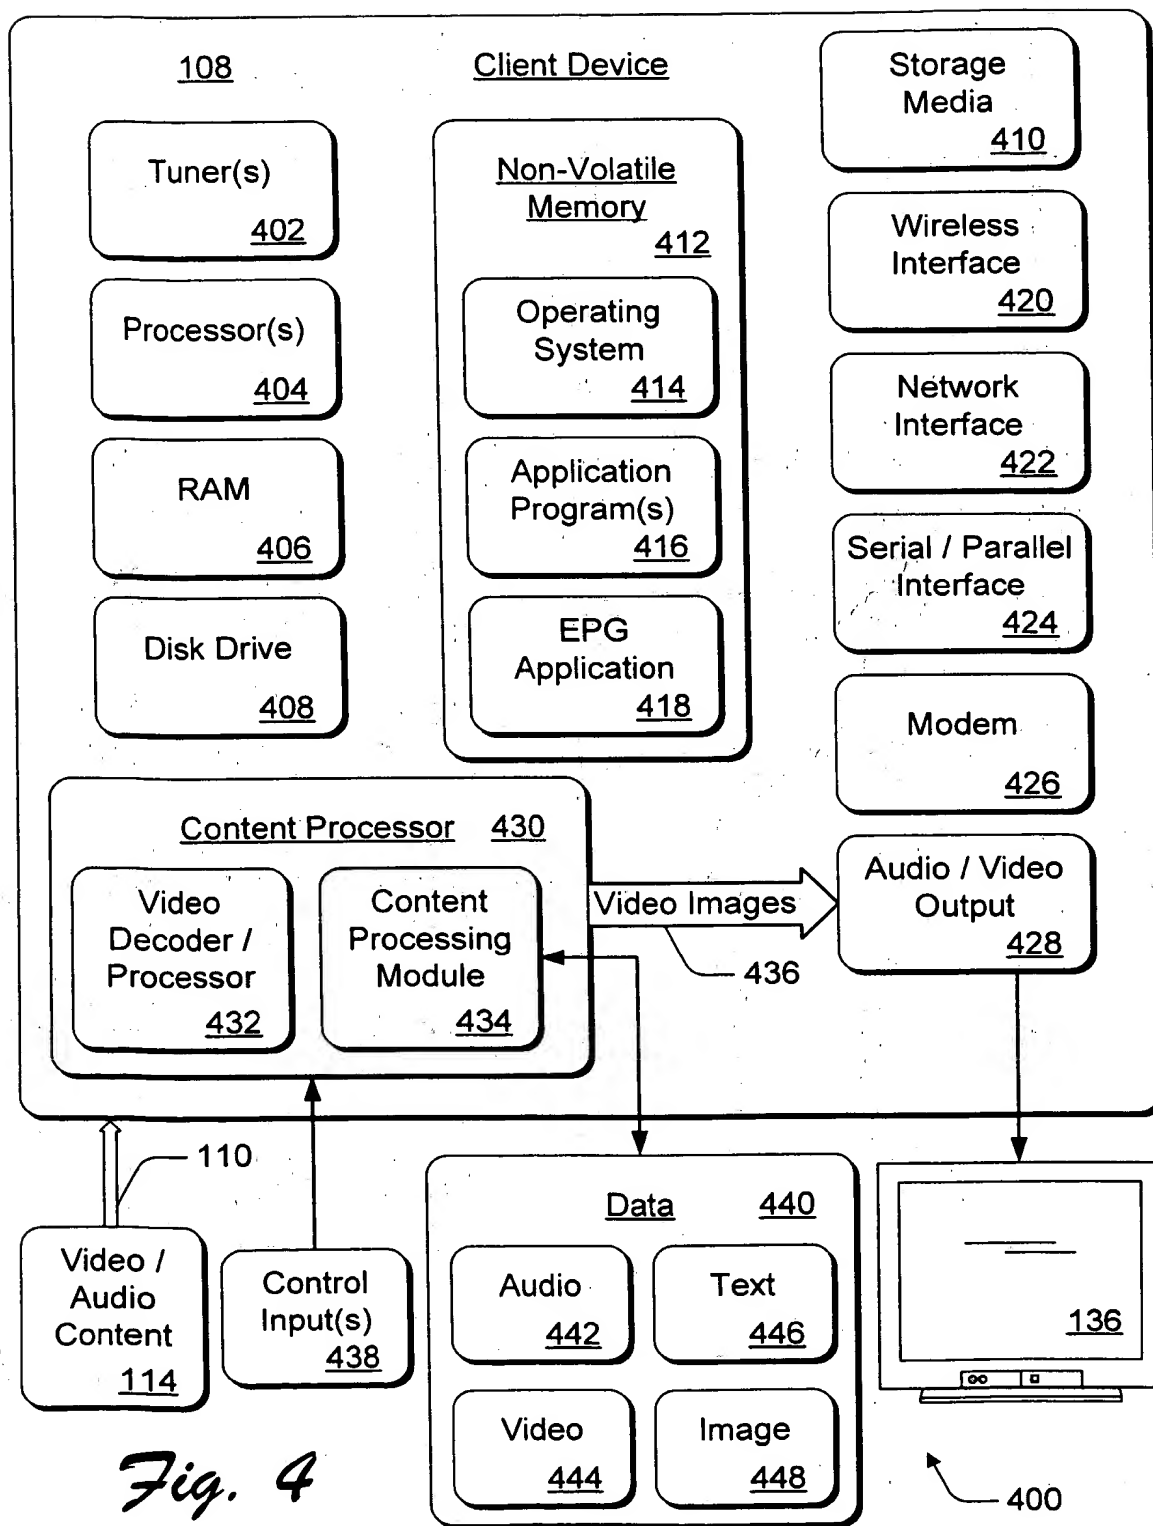 108
Client Device
Tuner(s)
402
Processor(s)
404
RAM
406
Disk Drive
408
Non-Volatile
Memory
412
Operating
System
414
Application
Program(s)
416
EPG
Application
418
Storage
Media
410
Wireless
Interface
420
Network
Interface
422
Serial / Parallel
Interface
424
Modem
426
Content Processor 430
Video
Decoder /
Processor
432
Content
Processing
Module
434
Video Images
436
Audio / Video
Output
428
110
Video /
Audio
Content
114
Control
Input(s)
438
Data 440
Audio
442
Text
446
Video
444
Image
448
136
400
Fig. 4